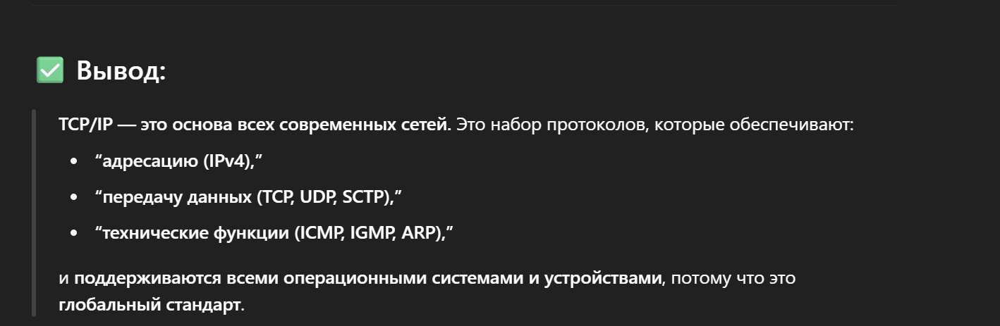 ✅ Вывод:
TCP/IP — это основа всех современных сетей. Это набор протоколов, которые обеспечивают:
• “адресацию (IPv4),”
• “передачу данных (TCP, UDP, SCTP),”
• “технические функции (ICMP, IGMP, ARP),”
и поддерживаются всеми операционными системами и устройствами, потому что это
глобальный стандарт.